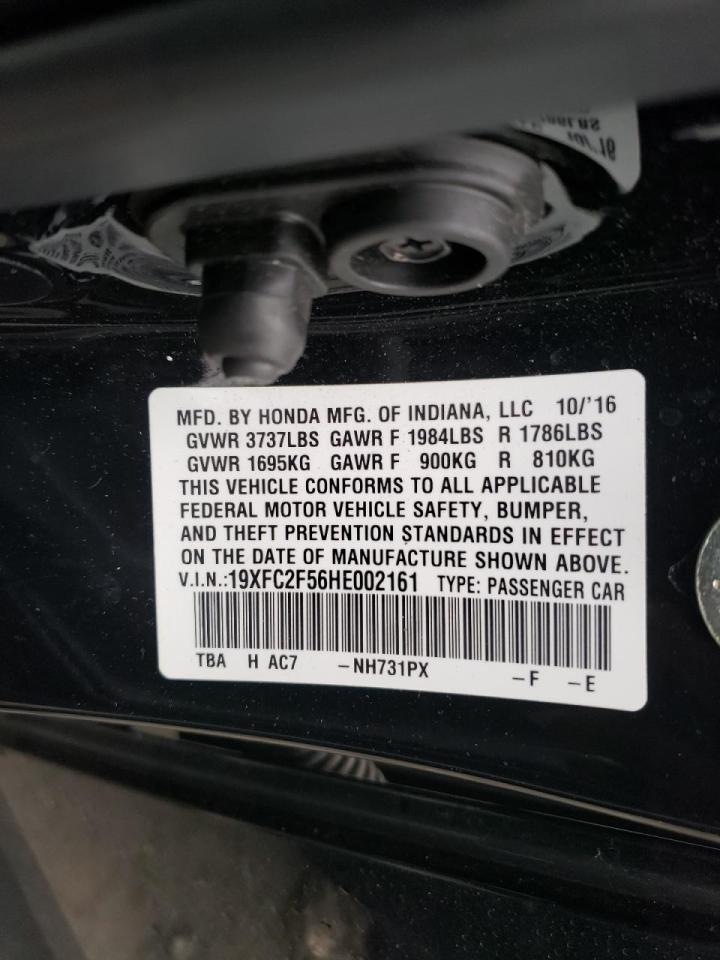 MFD. BY HONDA MFG. OF INDIANA, LLC 10/'16
GVWR 3737LBS GAWR F 1984LBS R 1786LBS
GVWR 1695KG GAWR F 900KG R 810KG
THIS VEHICLE CONFORMS TO ALL APPLICABLE
FEDERAL MOTOR VEHICLE SAFETY, BUMPER,
AND THEFT PREVENTION STANDARDS IN EFFECT
ON THE DATE OF MANUFACTURE SHOWN ABOVE.
V.I.N.:19XFC2F56HE002161 TYPE: PASSENGER CAR
TBA H AC7 -NH731PX -F -E